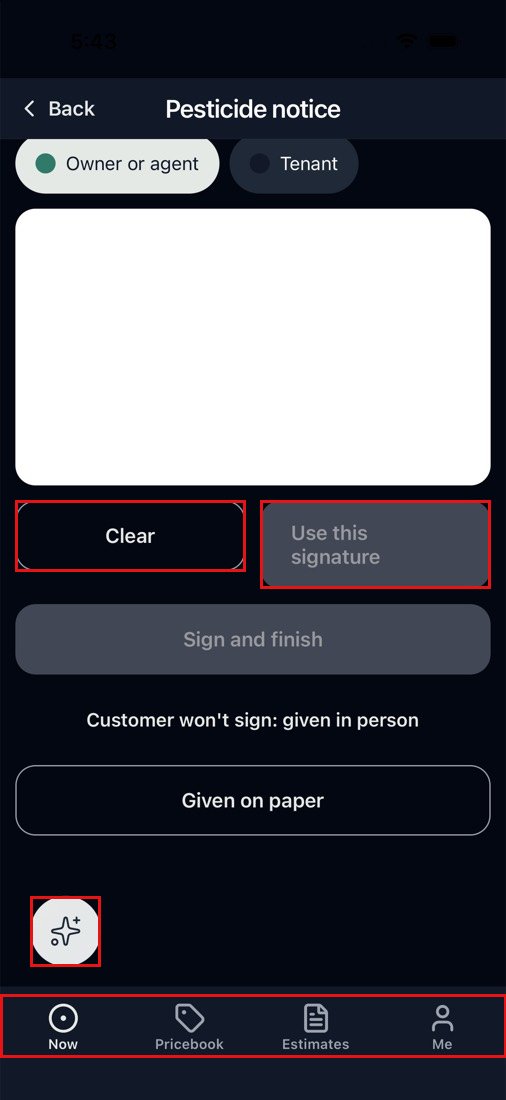 5:43
Back
Pesticide notice
Owner or agent
Tenant
Clear
Use this
signature
Sign and finish
Customer won't sign: given in person
Given on paper
Now
Pricebook
Estimates
Me